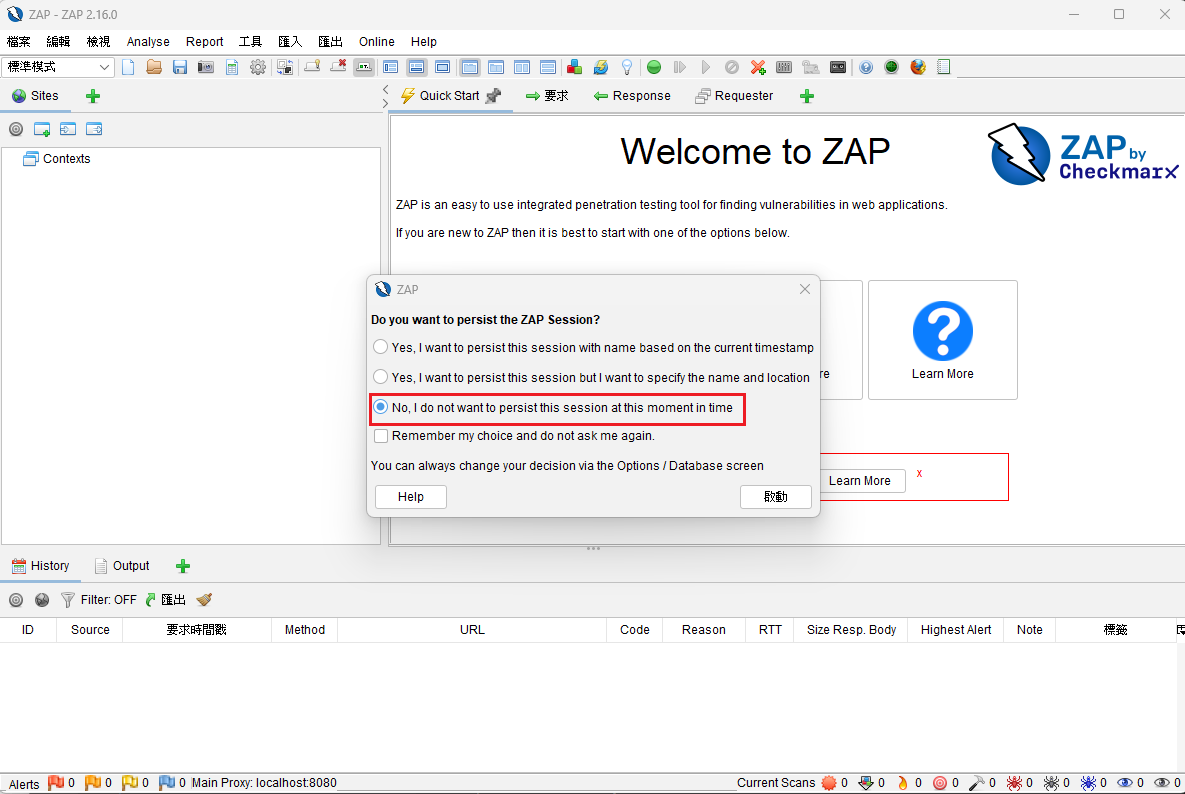 ZAP - ZAP 2.16.0
檔案 編輯 檢視 Analyse Report 工具 匯入 匯出 Online Help
標準模式
Sites
Quick Start 要求 Response Requester
Contexts
Welcome to ZAP
ZAP by
Checkmarx
ZAP is an easy to use integrated penetration testing tool for finding vulnerabilities in web applications.
If you are new to ZAP then it is best to start with one of the options below.
ZAP
Do you want to persist the ZAP Session?
Yes, I want to persist this session with name based on the current timestamp
Yes, I want to persist this session but I want to specify the name and location
No, I do not want to persist this session at this moment in time
Remember my choice and do not ask me again.
You can always change your decision via the Options / Database screen
Help 啟動
re
Learn More
Learn More x
History Output
Filter: OFF 匯出
ID Source 要求時間戳 Method URL Code Reason RTT Size Resp. Body Highest Alert Note 標籤
Alerts 0 0 0 0 Main Proxy: localhost:8080 Current Scans 0 0 0 0 0 0 0 0 0 0